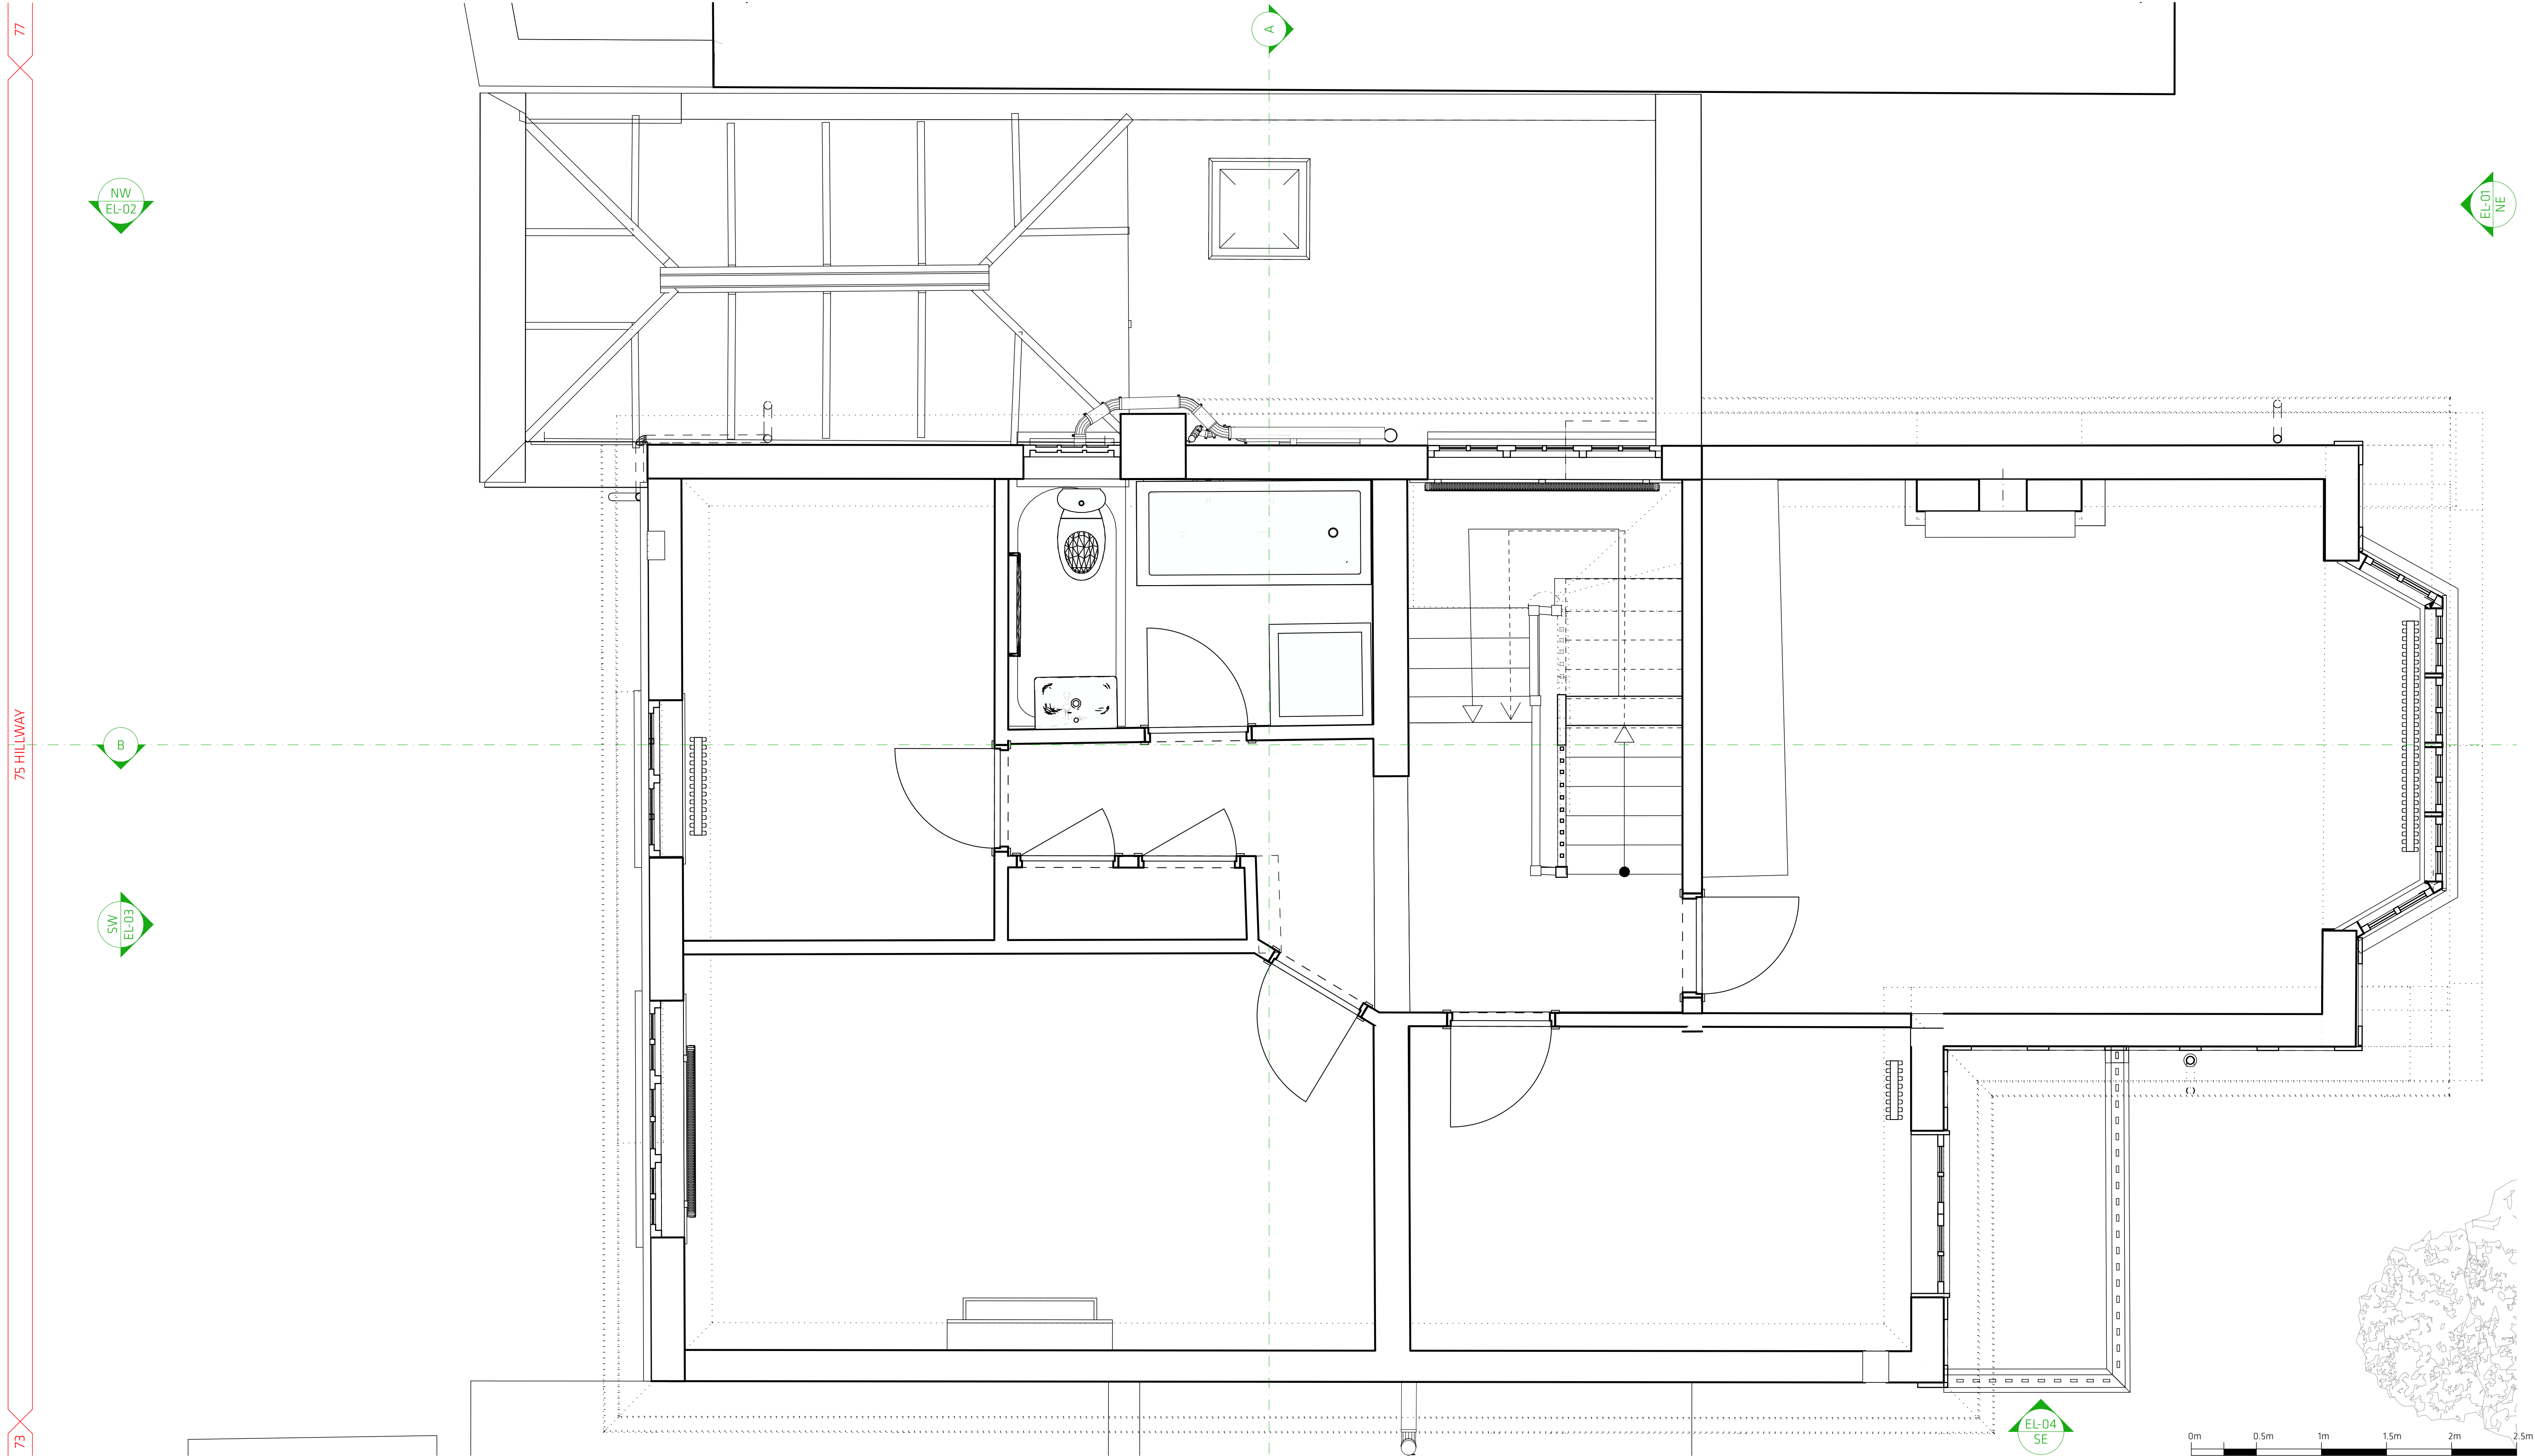 77
A
NW
EL-02
EL-01
NE
75 HILLWAY
B
SW
EL-03
73
EL-04
SE
0m 0.5m 1m 1.5m 2m 2.5m